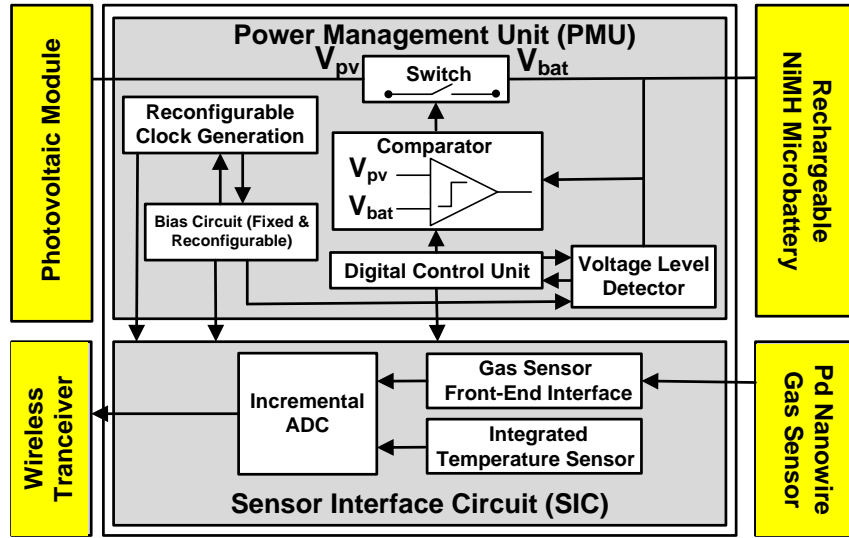 Power Management Unit (PMU)
Photovoltaic Module
Vpv
Switch
Vbat
Rechargeable
NiMH Microbattery
Reconfigurable
Clock Generation
Comparator
Vpv
Vbat
Bias Circuit (Fixed &
Reconfigurable)
Digital Control Unit
Voltage Level
Detector
Wireless
Tranceiver
Incremental
ADC
Gas Sensor
Front-End Interface
Integrated
Temperature Sensor
Pd Nanowire
Gas Sensor
Sensor Interface Circuit (SIC)